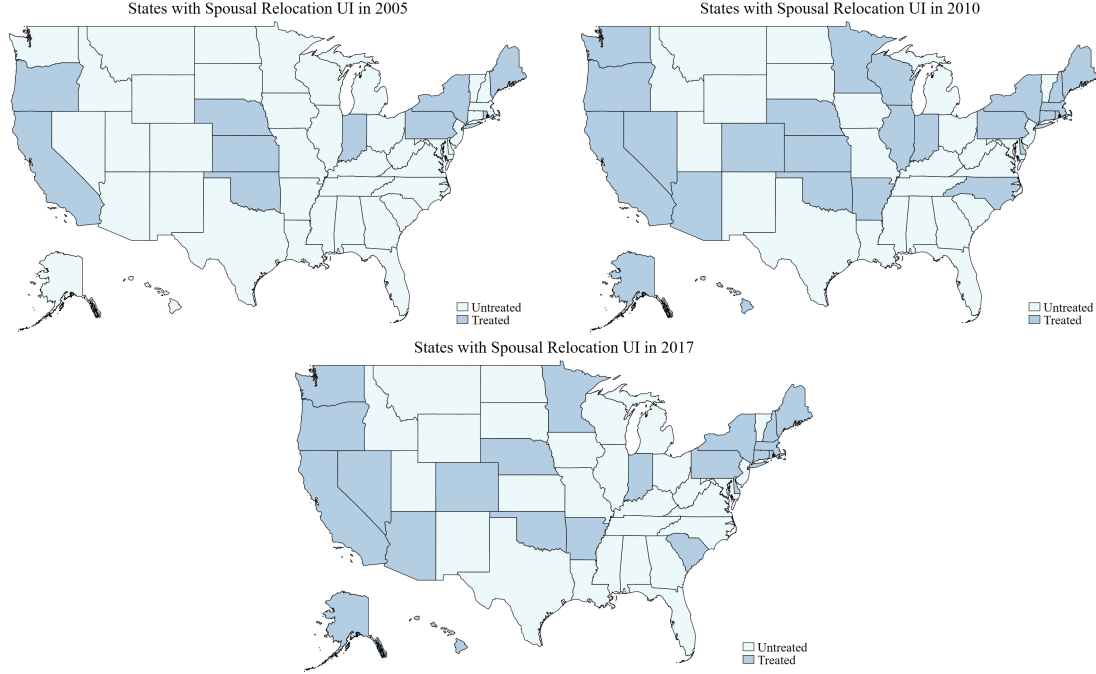 States with Spousal Relocation UI in 2005
Untreated
Treated
States with Spousal Relocation UI in 2010
Untreated
Treated
States with Spousal Relocation UI in 2017
Untreated
Treated